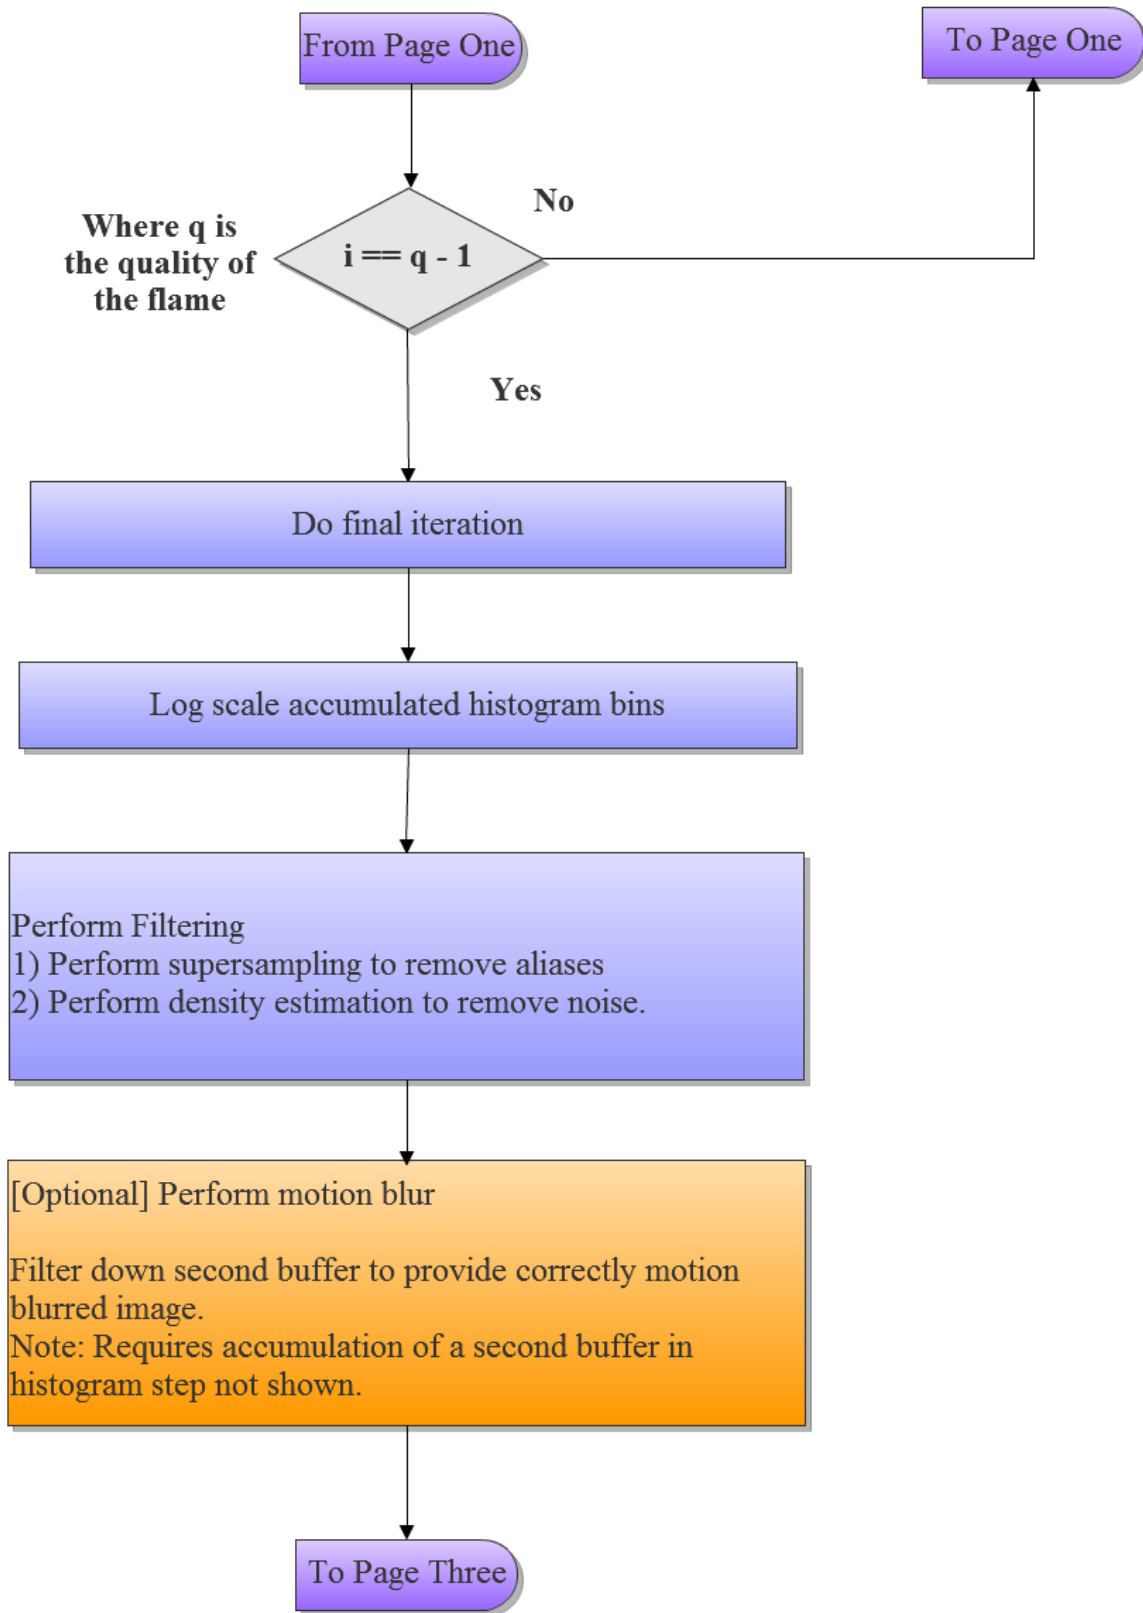 From Page One
To Page One
No
Where q is
the quality of
the flame
i == q - 1
Yes
Do final iteration
Log scale accumulated histogram bins
Perform Filtering
1) Perform supersampling to remove aliases
2) Perform density estimation to remove noise.
[Optional] Perform motion blur
Filter down second buffer to provide correctly motion
blurred image.
Note: Requires accumulation of a second buffer in
histogram step not shown.
To Page Three